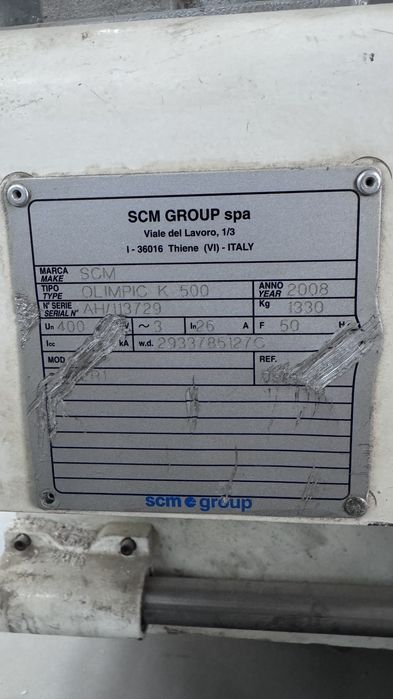 SCM GROUP spa
Viale del Lavoro, 1/3
I - 36016 Thiene (VI) - ITALY
MARCA MAKE SCM
TIPO TYPE OLIMPIC K 500 ANNO YEAR 2008
N° SERIE SERIAL N° AH/113729 Kg 1330
Un 400 V ~ 3 In 26 A F 50
Icc kA w.d. 2933785127G
MOD REF.
scm group